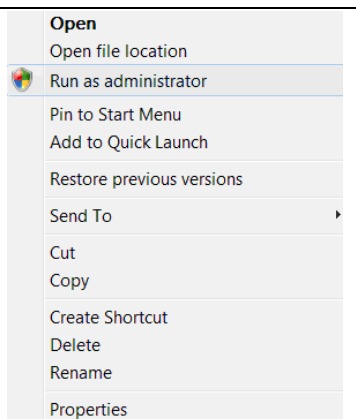 Open
Open file location
Run as administrator
Pin to Start Menu
Add to Quick Launch
Restore previous versions
Send To
Cut
Copy
Create Shortcut
Delete
Rename
Properties